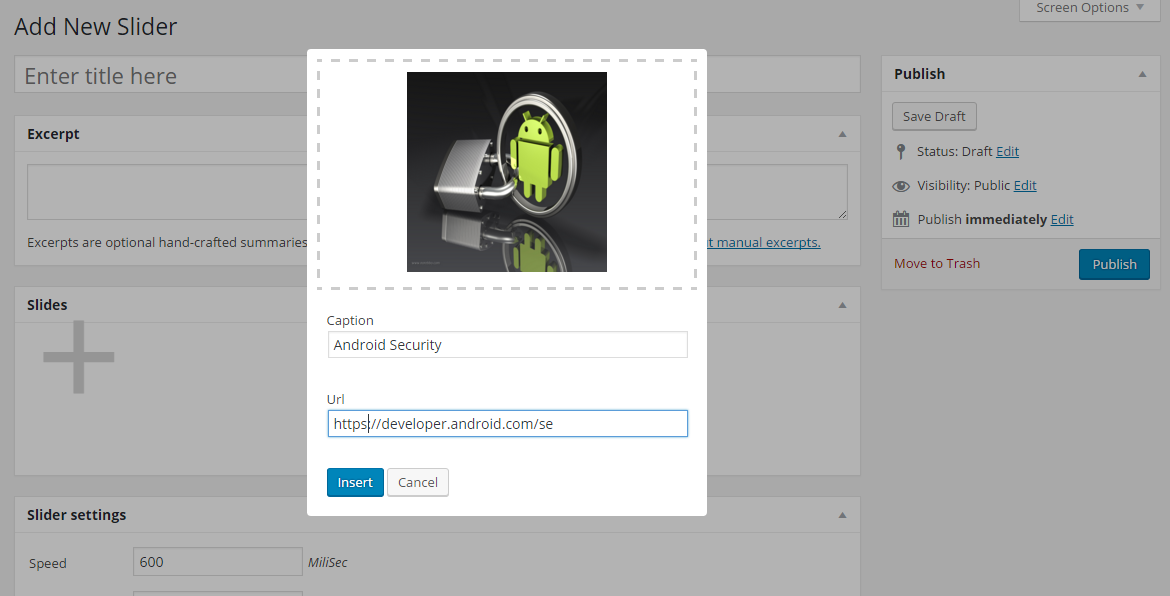 Screen Options
Add New Slider
Enter title here
Excerpt
Excerpts are optional hand-crafted summaries
t manual excerpts.
Slides
Slider settings
Speed
600
MiliSec
Caption
Android Security
Url
https://developer.android.com/se
Insert
Cancel
Publish
Save Draft
Status: Draft Edit
Visibility: Public Edit
Publish immediately Edit
Move to Trash
Publish